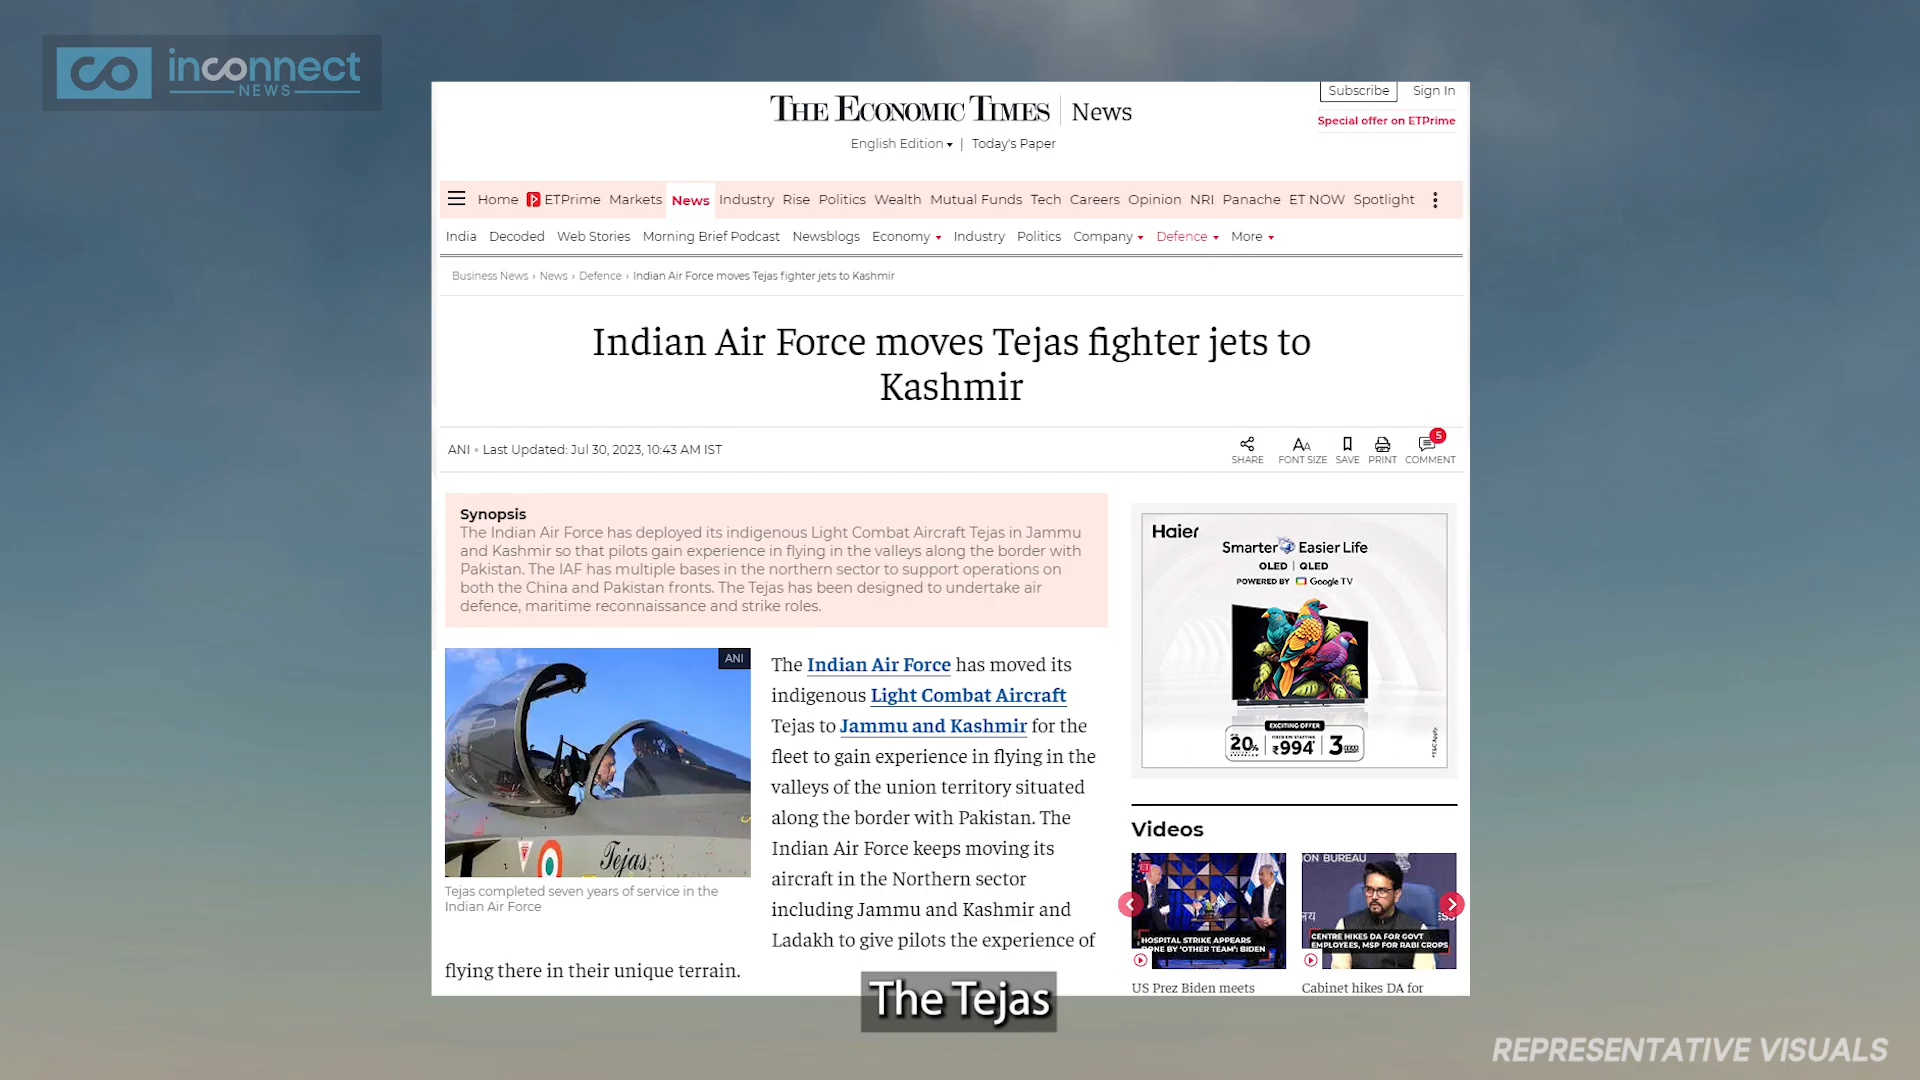 inconnect
NEWS
Subscribe Sign In
THE ECONOMIC TIMES | News
Special offer on ETPrime
English Edition | Today's Paper
Home ETPrime Markets News Industry Rise Politics Wealth Mutual Funds Tech Careers Opinion NRI Panache ET NOW Spotlight
India Decoded Web Stories Morning Brief Podcast Newsblogs Economy Industry Politics Company Defence More
Business News › News › Defence › Indian Air Force moves Tejas fighter jets to Kashmir
Indian Air Force moves Tejas fighter jets to
Kashmir
ANI • Last Updated: Jul 30, 2023, 10:43 AM IST
5
SHARE FONT SIZE SAVE PRINT COMMENT
Synopsis
The Indian Air Force has deployed its indigenous Light Combat Aircraft Tejas in Jammu
and Kashmir so that pilots gain experience in flying in the valleys along the border with
Pakistan. The IAF has multiple bases in the northern sector to support operations on
both the China and Pakistan fronts. The Tejas has been designed to undertake air
defence, maritime reconnaissance and strike roles.
ANI
Tejas
Tejas completed seven years of service in the
Indian Air Force
The Indian Air Force has moved its
indigenous Light Combat Aircraft
Tejas to Jammu and Kashmir for the
fleet to gain experience in flying in the
valleys of the union territory situated
along the border with Pakistan. The
Indian Air Force keeps moving its
aircraft in the Northern sector
including Jammu and Kashmir and
Ladakh to give pilots the experience of
flying there in their unique terrain.
Haier
Smarter Easier Life
OLED | QLED
POWERED BY Google TV
EXCITING OFFER
20% ₹994* 3
Videos
HOSPITAL STRIKE APPEARS
DONE BY 'OTHER TEAM': BIDEN
US Prez Biden meets
ON BUREAU
CENTRE HIKES DA FOR GOVT
EMPLOYEES, MSP FOR RABI CROPS
Cabinet hikes DA for
The Tejas
REPRESENTATIVE VISUALS